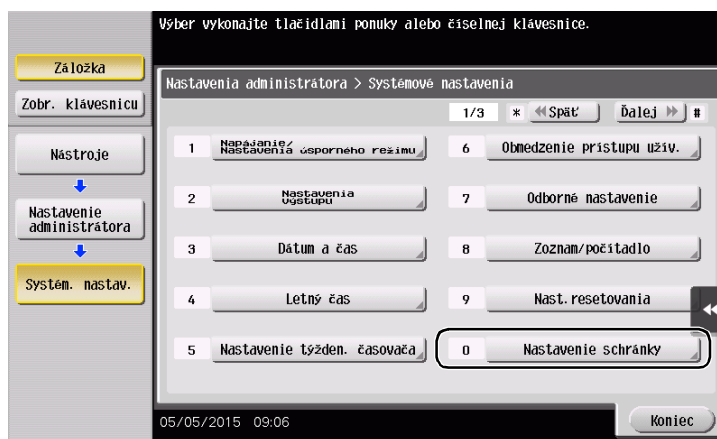 Výber vykonajte tlačidlami ponuky alebo číselnej klávesnice.
Záložka
Zobr. klávesnicu
Nástroje
Nastavenie
administrátora
Systém. nastav.
Nastavenia administrátora > Systémové nastavenia
1/3 * Späť Ďalej #
1 Napájanie/
Nastavenia úsporného režimu
2 Nastavenia
výstupu
3 Dátum a čas
4 Letný čas
5 Nastavenie týžden. časovača
6 Obmedzenie prístupu užív.
7 Odborné nastavenie
8 Zoznam/počítadlo
9 Nast.resetovania
0 Nastavenie schránky
05/05/2015 09:06
Koniec